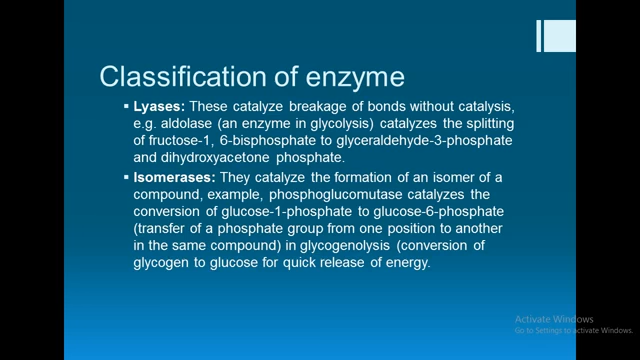 Classification of enzyme
▪ Lyases: These catalyze breakage of bonds without catalysis,
e.g. aldolase (an enzyme in glycolysis) catalyzes the splitting
of fructose-1, 6-bisphosphate to glyceraldehyde-3-phosphate
and dihydroxyacetone phosphate.
▪ Isomerases: They catalyze the formation of an isomer of a
compound, example, phosphoglucomutase catalyzes the
conversion of glucose-1-phosphate to glucose-6-phosphate
(transfer of a phosphate group from one position to another
in the same compound) in glycogenolysis (conversion of
glycogen to glucose for quick release of energy.
Activate Windows
Go to Settings to activate Windows.